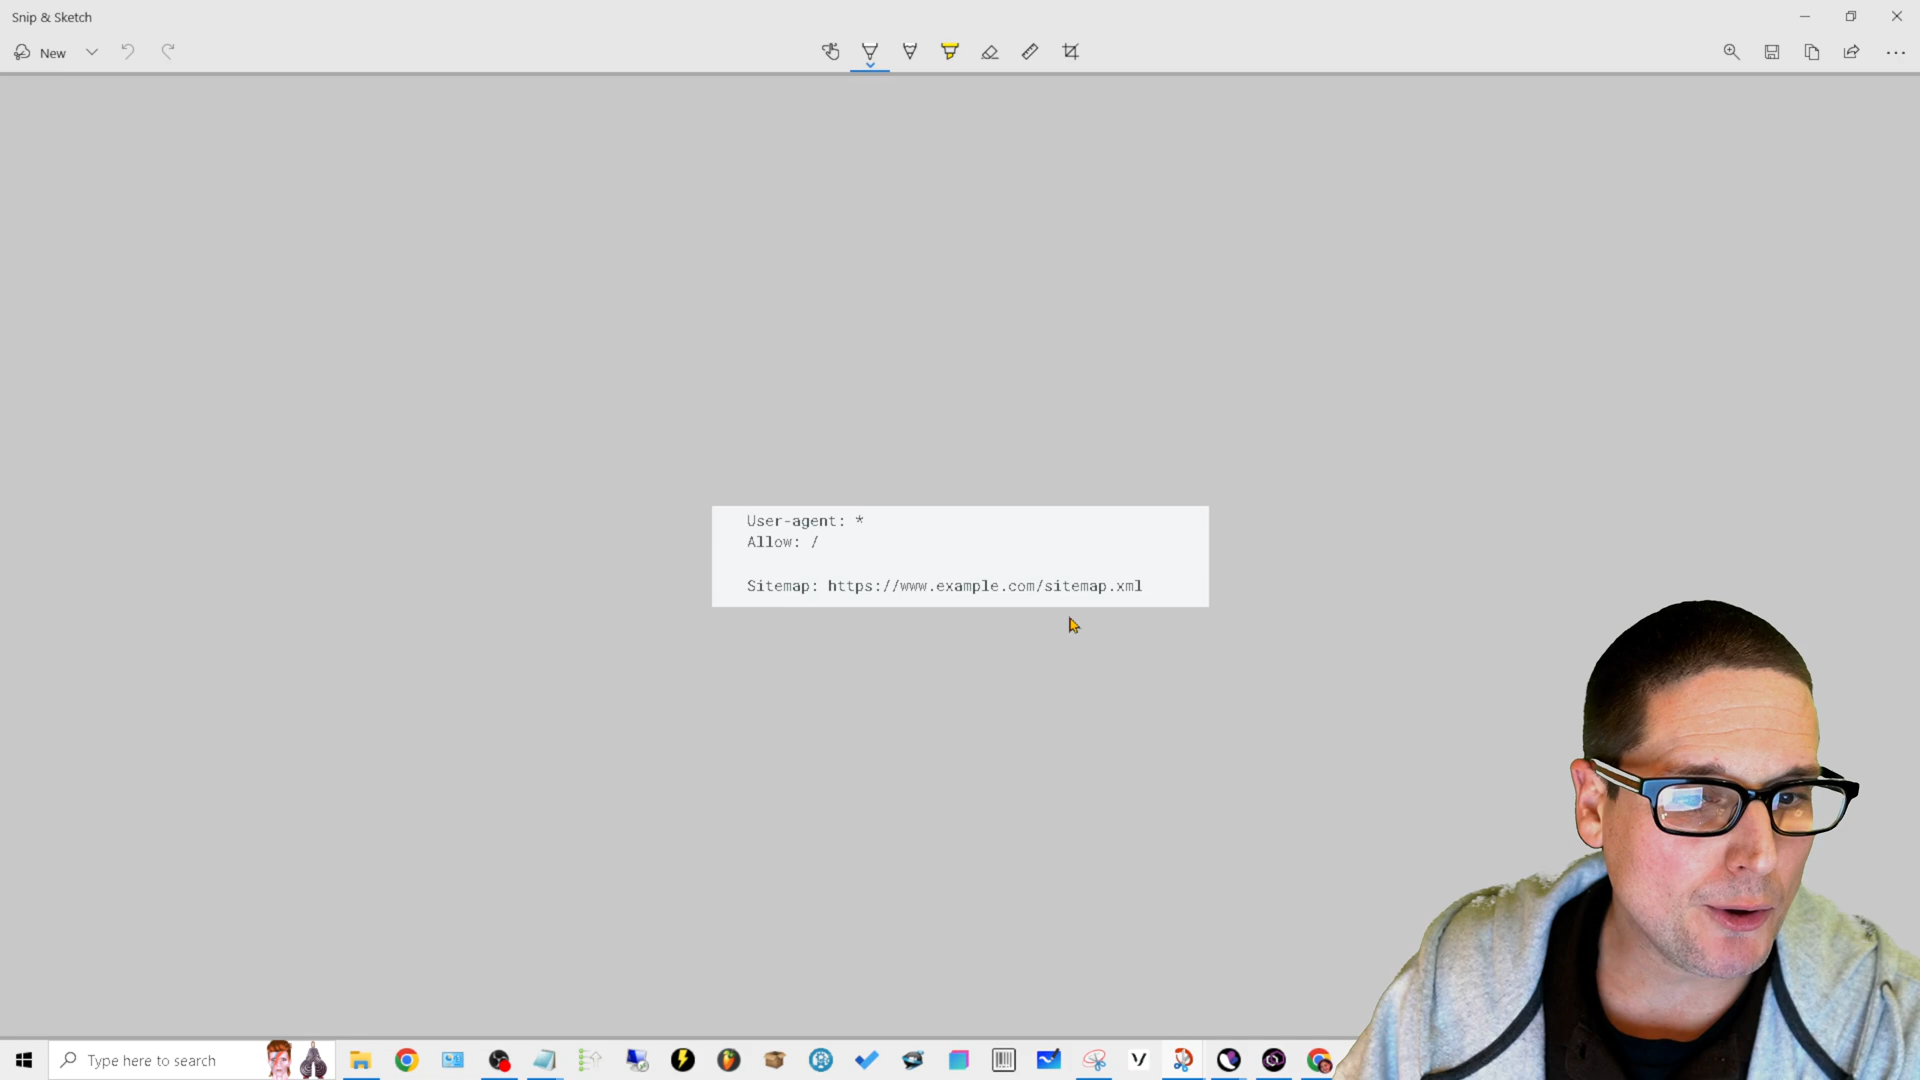 Snip & Sketch
New
User-agent: *
Allow: /
Sitemap: https://www.example.com/sitemap.xml
Type here to search